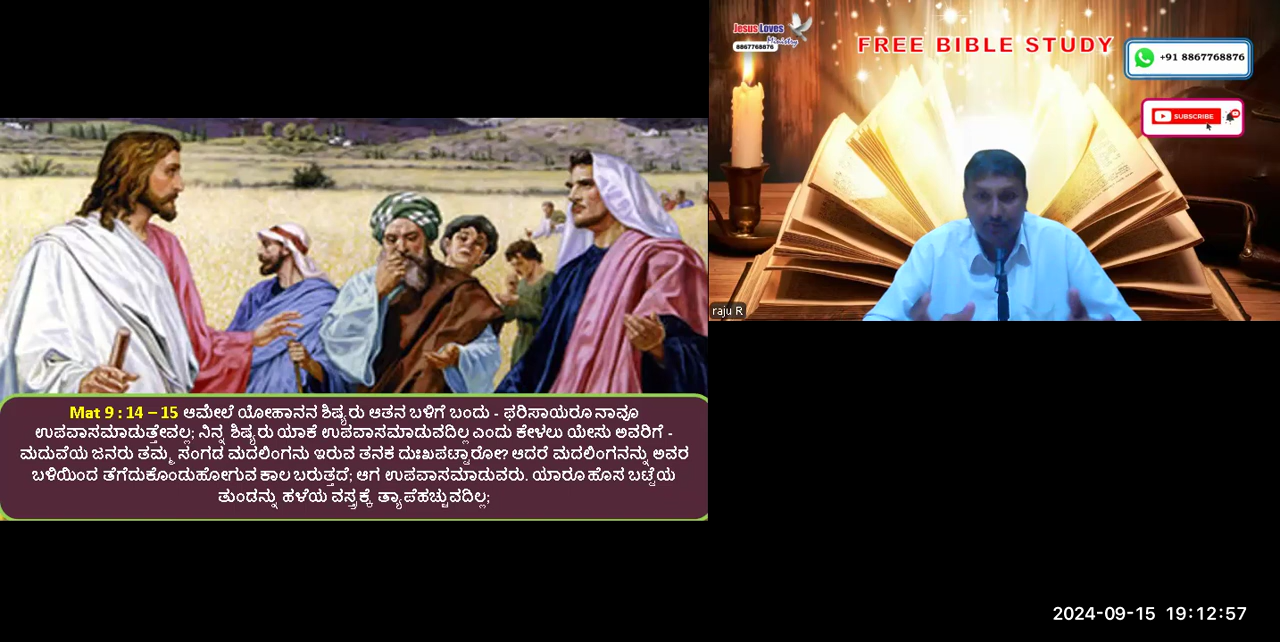 Mat 9 : 14 – 15 ಆಮೇಲೆ ಯೋಹಾನನ ಶಿಷ್ಯರು ಆತನ ಬಳಿಗೆ ಬಂದು - ಫರಿಸಾಯರೂ ನಾವೂ
ಉಪವಾಸಮಾಡುತ್ತೇವಲ್ಲ; ನಿನ್ನ ಶಿಷ್ಯರು ಯಾಕೆ ಉಪವಾಸಮಾಡುವದಿಲ್ಲ ಎಂದು ಕೇಳಲು ಯೇಸು ಅವರಿಗೆ -
ಮದುವೆಯ ಜನರು ತಮ್ಮ ಸಂಗಡ ಮದಲಿಂಗನು ಇರುವ ತನಕ ದುಃಖಪಟ್ಟಾರೋ? ಆದರೆ ಮದಲಿಂಗನನ್ನು ಅವರ
ಬಳಿಯಿಂದ ತೆಗೆದುಕೊಂಡುಹೋಗುವ ಕಾಲ ಬರುತ್ತದೆ; ಆಗ ಉಪವಾಸಮಾಡುವರು. ಯಾರೂ ಹೊಸ ಬಟ್ಟೆಯ
ತುಂಡನ್ನು ಹಳೆಯ ವಸ್ತ್ರಕ್ಕೆ ತ್ಯಾಪೆಹಚ್ಚುವದಿಲ್ಲ;
Jesus Loves
Ministry
8867768876
FREE BIBLE STUDY
+91 8867768876
SUBSCRIBE
raju R
2024-09-15 19:12:57